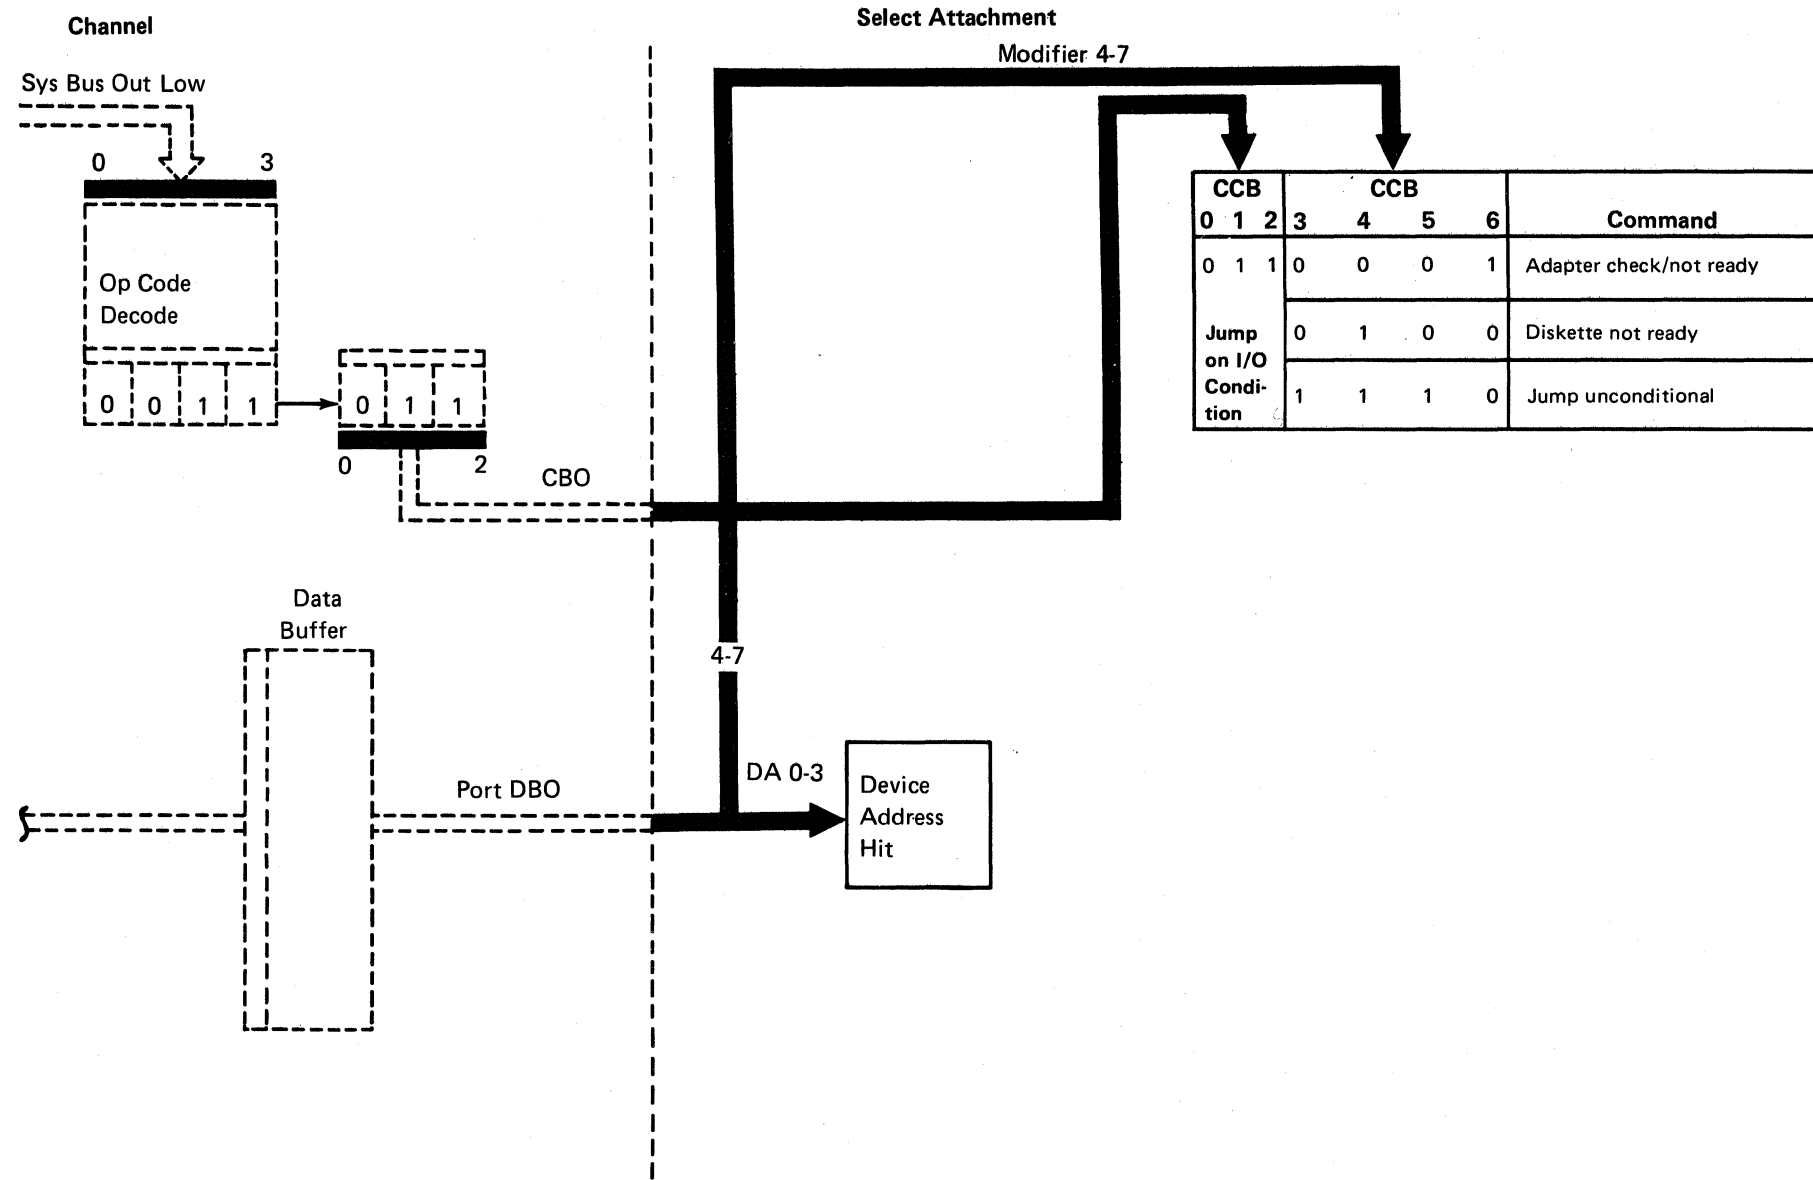 Channel
Select Attachment
Modifier 4-7
Sys Bus Out Low
0 3
Op Code
Decode
0 0 1 1
0 1 1
0 2
CBO
CCB CCB
0 1 2 3 4 5 6 Command
0 1 1 0 0 0 1 Adapter check/not ready
Jump
on I/O
Condi-
tion
0 1 0 0 Diskette not ready
1 1 1 0 Jump unconditional
Data
Buffer
4-7
Port DBO
DA 0-3
Device
Address
Hit